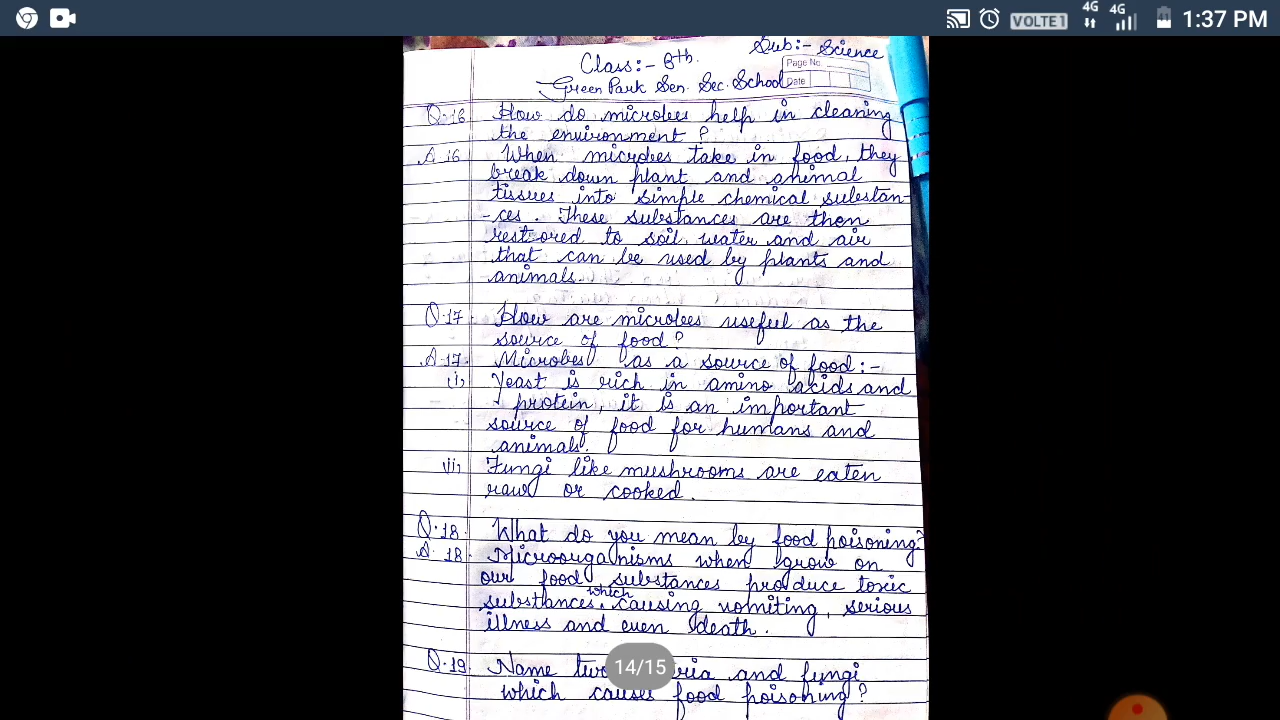 VOLTE1 4G 4G 1:37 PM
Sub:- Science
Class:- 8th.
Page No.
Green Park Sen. Sec. School
Date
Q.16 How do microbes help in cleaning
the environment ?
A.16 When microbes take in food, they
break down plant and animal
tissues into simple chemical substan-
-ces. These substances are then
restored to soil, water and air
that can be used by plants and
animals.
Q.17 How are microbes useful as the
source of food?
A.17. Microbes as a source of food:-
i) Yeast is rich in amino acids and
protein, it is an important
source of food for humans and
animals.
ii) Fungi like mushrooms are eaten
raw or cooked.
Q.18. What do you mean by food poisoning?
A.18 Microorganisms when grow on
our food substances produce toxic
which
substances. causing vomiting, serious
illness and even death.
Q.19. Name two ria and fungi
14/15
which causes food poisoning?